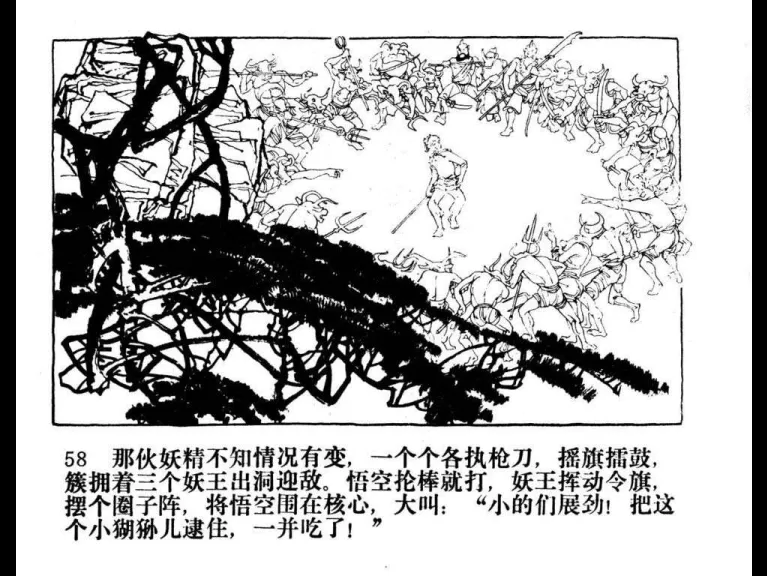 58 那伙妖精不知情况有变，一个个各执枪刀，摇旗擂鼓，
簇拥着三个妖王出洞迎敌。悟空抡棒就打，妖王挥动令旗，
摆个圈子阵，将悟空围在核心，大叫：“小的们展劲！把这
个小猢狲儿逮住，一并吃了！”